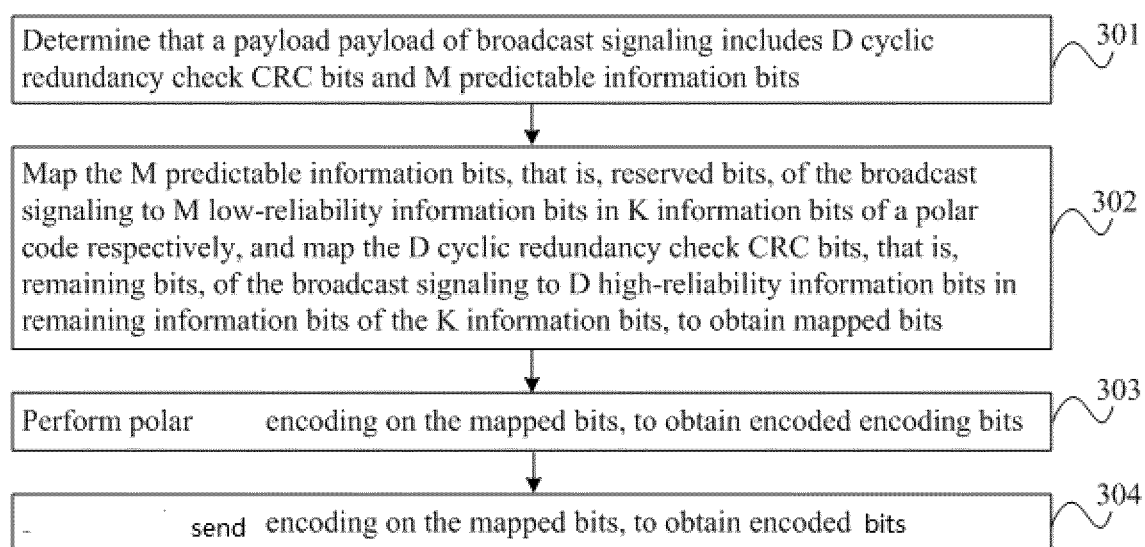 Determine that a payload payload of broadcast signaling includes D cyclic
redundancy check CRC bits and M predictable information bits
301
Map the M predictable information bits, that is, reserved bits, of the broadcast
signaling to M low-reliability information bits in K information bits of a polar
code respectively, and map the D cyclic redundancy check CRC bits, that is,
remaining bits, of the broadcast signaling to D high-reliability information bits in
remaining information bits of the K information bits, to obtain mapped bits
302
Perform polar encoding on the mapped bits, to obtain encoded encoding bits
303
send encoding on the mapped bits, to obtain encoded bits
304